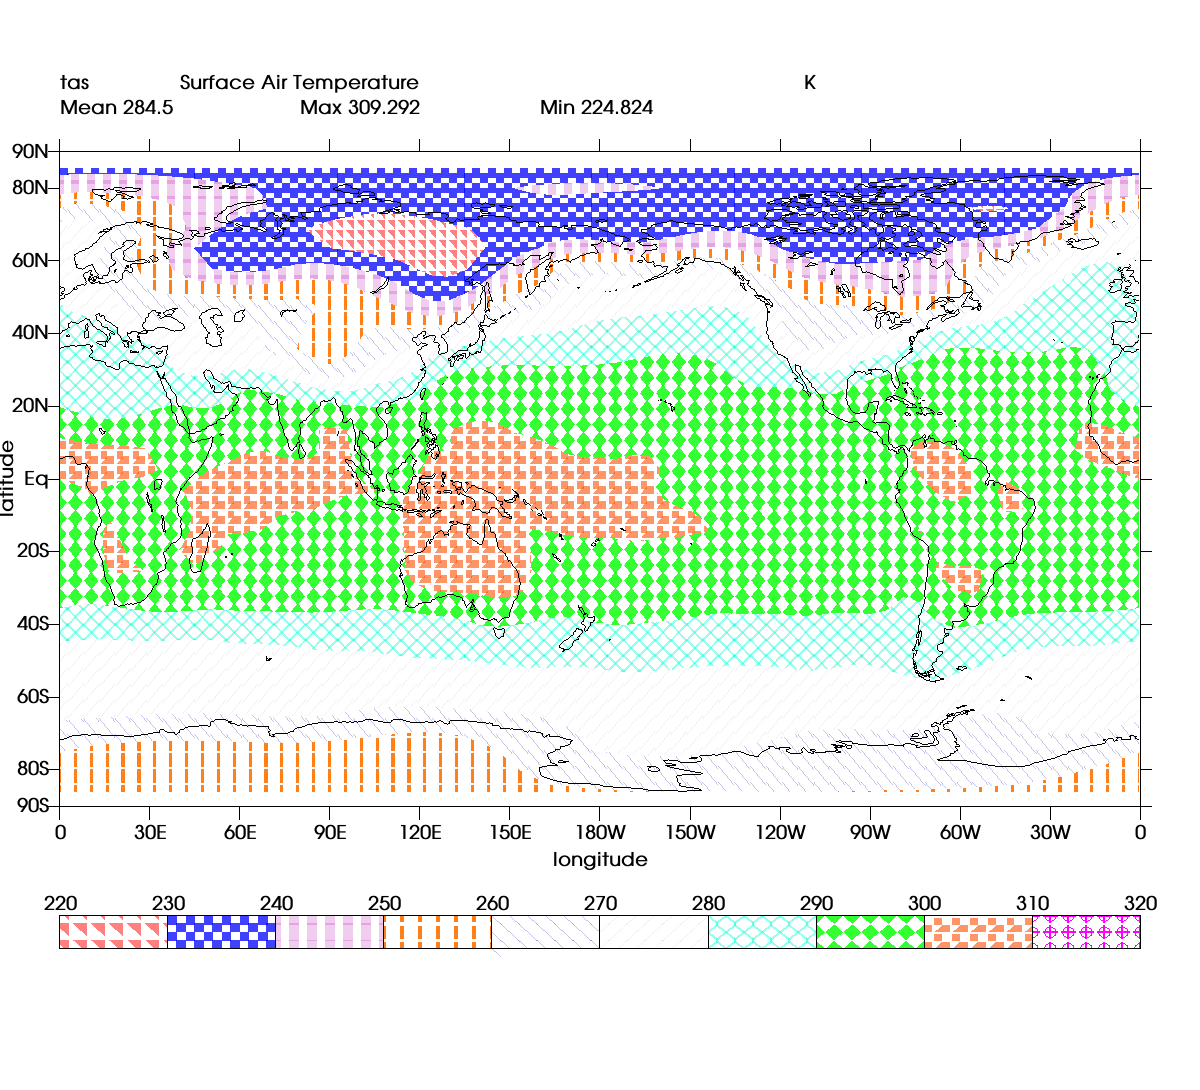 tas Surface Air Temperature K
Mean 284.5 Max 309.292 Min 224.824
90N
80N
60N
40N
20N
Eq
20S
40S
60S
80S
90S
latitude
0 30E 60E 90E 120E 150E 180W 150W 120W 90W 60W 30W 0
longitude
220 230 240 250 260 270 280 290 300 310 320